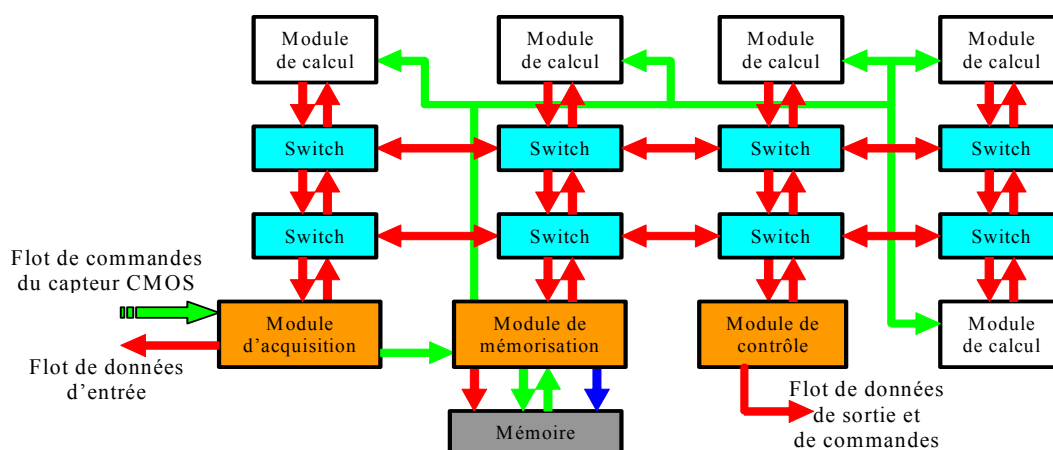 Module
de calcul
Module
de calcul
Module
de calcul
Module
de calcul
Switch
Switch
Switch
Switch
Switch
Switch
Switch
Switch
Flot de commandes
du capteur CMOS
Module
d'acquisition
Module de
mémorisation
Module de
contrôle
Module
de calcul
Flot de données
d'entrée
Flot de données
de sortie et
de commandes
Mémoire